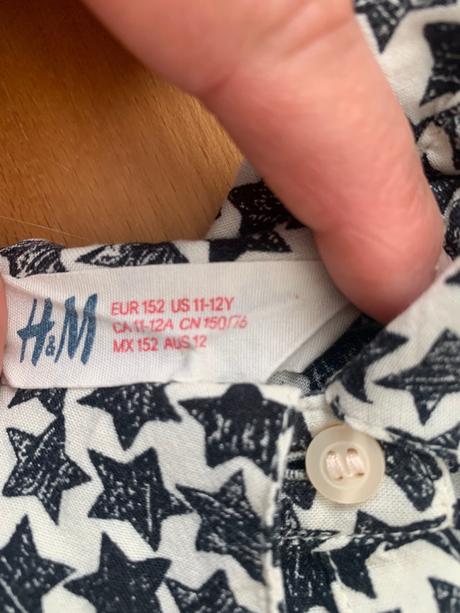 H&M
EUR 152 US 11-12Y
CA 11-12A CN 150/76
MX 152 AUS 12